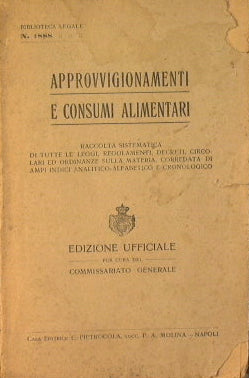 BIBLIOTECA LEGALE
N. 1888
APPROVVIGIONAMENTI
E CONSUMI ALIMENTARI
RACCOLTA SISTEMATICA
DI TUTTE LE LEGGI, REGOLAMENTI, DECRETI, CIRCO-
LARI ED ORDINANZE SULLA MATERIA, CORREDATA DI
AMPI INDICI ANALITICO-ALFABETICO E CRONOLOGICO
EDIZIONE UFFICIALE
PER CURA DEL
COMMISSARIATO GENERALE
CASA EDITRICE E. PIETROCOLA, SUCC. P. A. MOLINA - NAPOLI